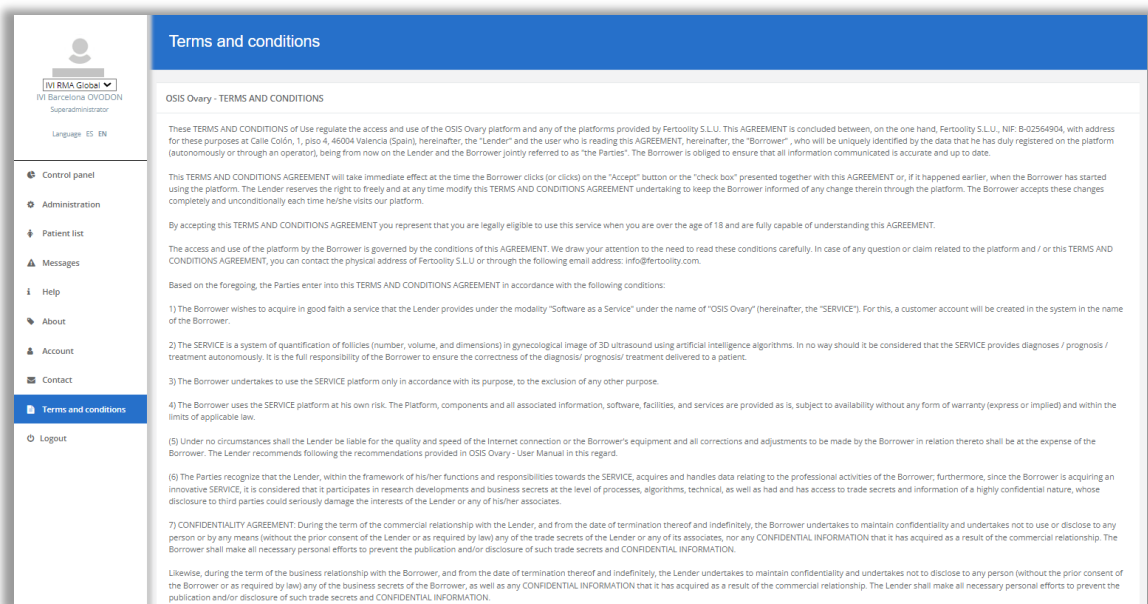 Terms and conditions
IVI RMA Global
IVI Barcelona OVODON
Superadministrator
Language ES EN
Control panel
Administration
Patient list
Messages
Help
About
Account
Contact
Terms and conditions
Logout
OSIS Ovary - TERMS AND CONDITIONS
These TERMS AND CONDITIONS of Use regulate the access and use of the OSIS Ovary platform and any of the platforms provided by Fertoolity S.L.U. This AGREEMENT is concluded between, on the one hand, Fertoolity S.L.U., NIF: B-02564904, with address
for these purposes at Calle Colón, 1, piso 4, 46004 Valencia (Spain), hereinafter, the "Lender" and the user who is reading this AGREEMENT, hereinafter, the "Borrower" , who will be uniquely identified by the data that he has duly registered on the platform
(autonomously or through an operator), being from now on the Lender and the Borrower jointly referred to as "the Parties". The Borrower is obliged to ensure that all information communicated is accurate and up to date.
This TERMS AND CONDITIONS AGREEMENT will take immediate effect at the time the Borrower clicks (or clicks) on the "Accept" button or the "check box" presented together with this AGREEMENT or, if it happened earlier, when the Borrower has started
using the platform. The Lender reserves the right to freely and at any time modify this TERMS AND CONDITIONS AGREEMENT undertaking to keep the Borrower informed of any change therein through the platform. The Borrower accepts these changes
completely and unconditionally each time he/she visits our platform.
By accepting this TERMS AND CONDITIONS AGREEMENT you represent that you are legally eligible to use this service when you are over the age of 18 and are fully capable of understanding this AGREEMENT.
The access and use of the platform by the Borrower is governed by the conditions of this AGREEMENT. We draw your attention to the need to read these conditions carefully. In case of any question or claim related to the platform and / or this TERMS AND
CONDITIONS AGREEMENT, you can contact the physical address of Fertoolity S.L.U or through the following email address: info@fertoolity.com.
Based on the foregoing, the Parties enter into this TERMS AND CONDITIONS AGREEMENT in accordance with the following conditions:
1) The Borrower wishes to acquire in good faith a service that the Lender provides under the modality "Software as a Service" under the name of "OSIS Ovary" (hereinafter, the "SERVICE"). For this, a customer account will be created in the system in the name
of the Borrower.
2) The SERVICE is a system of quantification of follicles (number, volume, and dimensions) in gynecological image of 3D ultrasound using artificial intelligence algorithms. In no way should it be considered that the SERVICE provides diagnoses / prognosis /
treatment autonomously. It is the full responsibility of the Borrower to ensure the correctness of the diagnosis/ prognosis/ treatment delivered to a patient.
3) The Borrower undertakes to use the SERVICE platform only in accordance with its purpose, to the exclusion of any other purpose.
4) The Borrower uses the SERVICE platform at his own risk. The Platform, components and all associated information, software, facilities, and services are provided as is, subject to availability without any form of warranty (express or implied) and within the
limits of applicable law.
(5) Under no circumstances shall the Lender be liable for the quality and speed of the Internet connection or the Borrower's equipment and all corrections and adjustments to be made by the Borrower in relation thereto shall be at the expense of the
Borrower. The Lender recommends following the recommendations provided in OSIS Ovary - User Manual in this regard.
(6) The Parties recognize that the Lender, within the framework of his/her functions and responsibilities towards the SERVICE, acquires and handles data relating to the professional activities of the Borrower; furthermore, since the Borrower is acquiring an
innovative SERVICE, it is considered that it participates in research developments and business secrets at the level of processes, algorithms, technical, as well as had and has access to trade secrets and information of a highly confidential nature, whose
disclosure to third parties could seriously damage the interests of the Lender or any of his/her associates.
7) CONFIDENTIALITY AGREEMENT: During the term of the commercial relationship with the Lender, and from the date of termination thereof and indefinitely, the Borrower undertakes to maintain confidentiality and undertakes not to use or disclose to any
person or by any means (without the prior consent of the Lender or as required by law) any of the trade secrets of the Lender or any of its associates, nor any CONFIDENTIAL INFORMATION that it has acquired as a result of the commercial relationship. The
Borrower shall make all necessary personal efforts to prevent the publication and/or disclosure of such trade secrets and CONFIDENTIAL INFORMATION.
Likewise, during the term of the business relationship with the Borrower, and from the date of termination thereof and indefinitely, the Lender undertakes to maintain confidentiality and undertakes not to disclose to any person (without the prior consent of
the Borrower or as required by law) any of the business secrets of the Borrower, as well as any CONFIDENTIAL INFORMATION that it has acquired as a result of the commercial relationship. The Lender shall make all necessary personal efforts to prevent the
publication and/or disclosure of such trade secrets and CONFIDENTIAL INFORMATION.